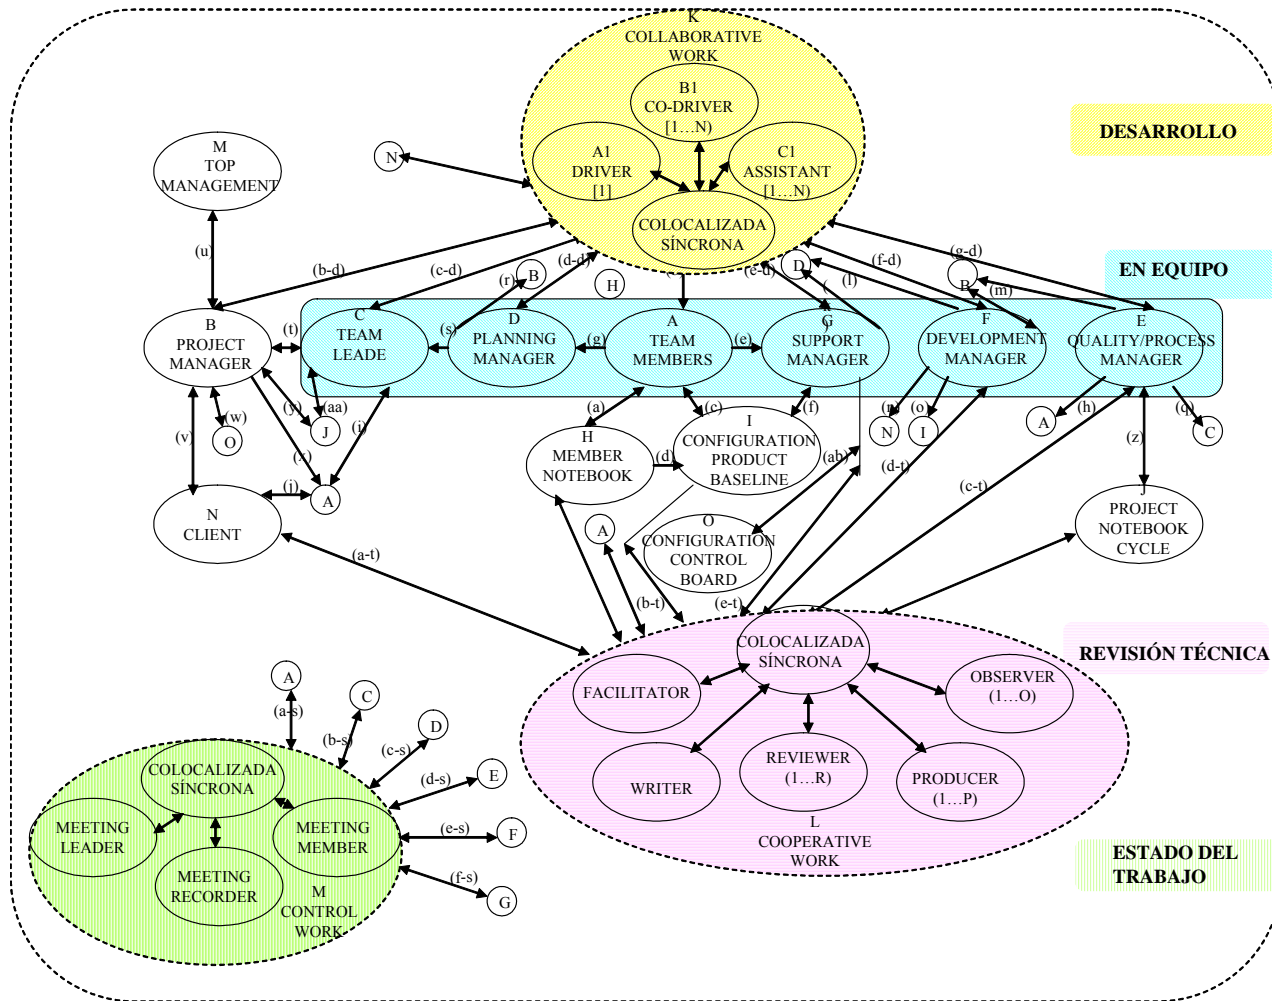 K
COLLABORATIVE
WORK
B1
CO-DRIVER
[1…N)
A1
DRIVER
[1]
C1
ASSISTANT
[1…N)
COLOCALIZADA
SÍNCRONA
DESARROLLO
M
TOP
MANAGEMENT
N
(u)
(b-d)
(c-d)
(d-d)
(r)
B
H
(e-d)
D
(l)
(f-d)
(g-d)
B
(m)
EN EQUIPO
B
PROJECT
MANAGER
(t)
C
TEAM
LEADE
(s)
D
PLANNING
MANAGER
(g)
A
TEAM
MEMBERS
(e)
G
SUPPORT
MANAGER
F
DEVELOPMENT
MANAGER
E
QUALITY/PROCESS
MANAGER
(v)
(w)
O
(y)
(x)
(aa)
J
(i)
(a)
(c)
(f)
(n)
N
(o)
I
(h)
A
(q)
C
(z)
H
MEMBER
NOTEBOOK
(d)
I
CONFIGURATION
PRODUCT
BASELINE
(ab)
(d-t)
(c-t)
N
CLIENT
(j)
A
A
O
CONFIGURATION
CONTROL
BOARD
J
PROJECT
NOTEBOOK
CYCLE
(a-t)
(b-t)
(e-t)
COLOCALIZADA
SÍNCRONA
FACILITATOR
OBSERVER
(1…O)
WRITER
REVIEWER
(1…R)
PRODUCER
(1…P)
L
COOPERATIVE
WORK
REVISIÓN TÉCNICA
A
(a-s)
C
(b-s)
D
(c-s)
E
(d-s)
F
(e-s)
G
(f-s)
COLOCALIZADA
SÍNCRONA
MEETING
LEADER
MEETING
MEMBER
MEETING
RECORDER
M
CONTROL
WORK
ESTADO DEL
TRABAJO